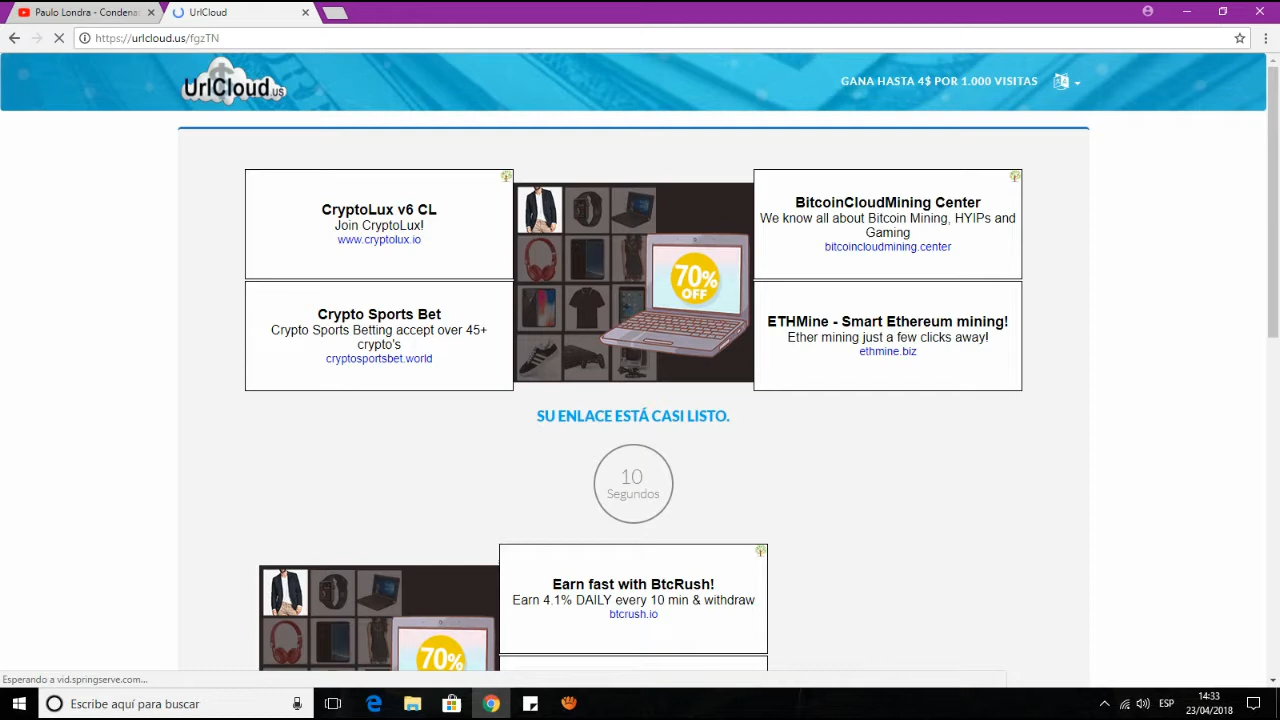 Paulo Londra - Condena
UrlCloud
https://urlcloud.us/fgzTN
UrlCloud.us
GANA HASTA 4$ POR 1.000 VISITAS
CryptoLux v6 CL
Join CryptoLux!
www.cryptolux.io
Crypto Sports Bet
Crypto Sports Betting accept over 45+
crypto's
cryptosportsbet.world
70%
OFF
BitcoinCloudMining Center
We know all about Bitcoin Mining, HYIPs and
Gaming
bitcoincloudmining.center
ETHMine - Smart Ethereum mining!
Ether mining just a few clicks away!
ethmine.biz
SU ENLACE ESTÁ CASI LISTO.
10
Segundos
70%
Earn fast with BtcRush!
Earn 4.1% DAILY every 10 min & withdraw
btcrush.io
Esperando a vid.springserve.com...
Escribe aquí para buscar
ESP
14:33
23/04/2018